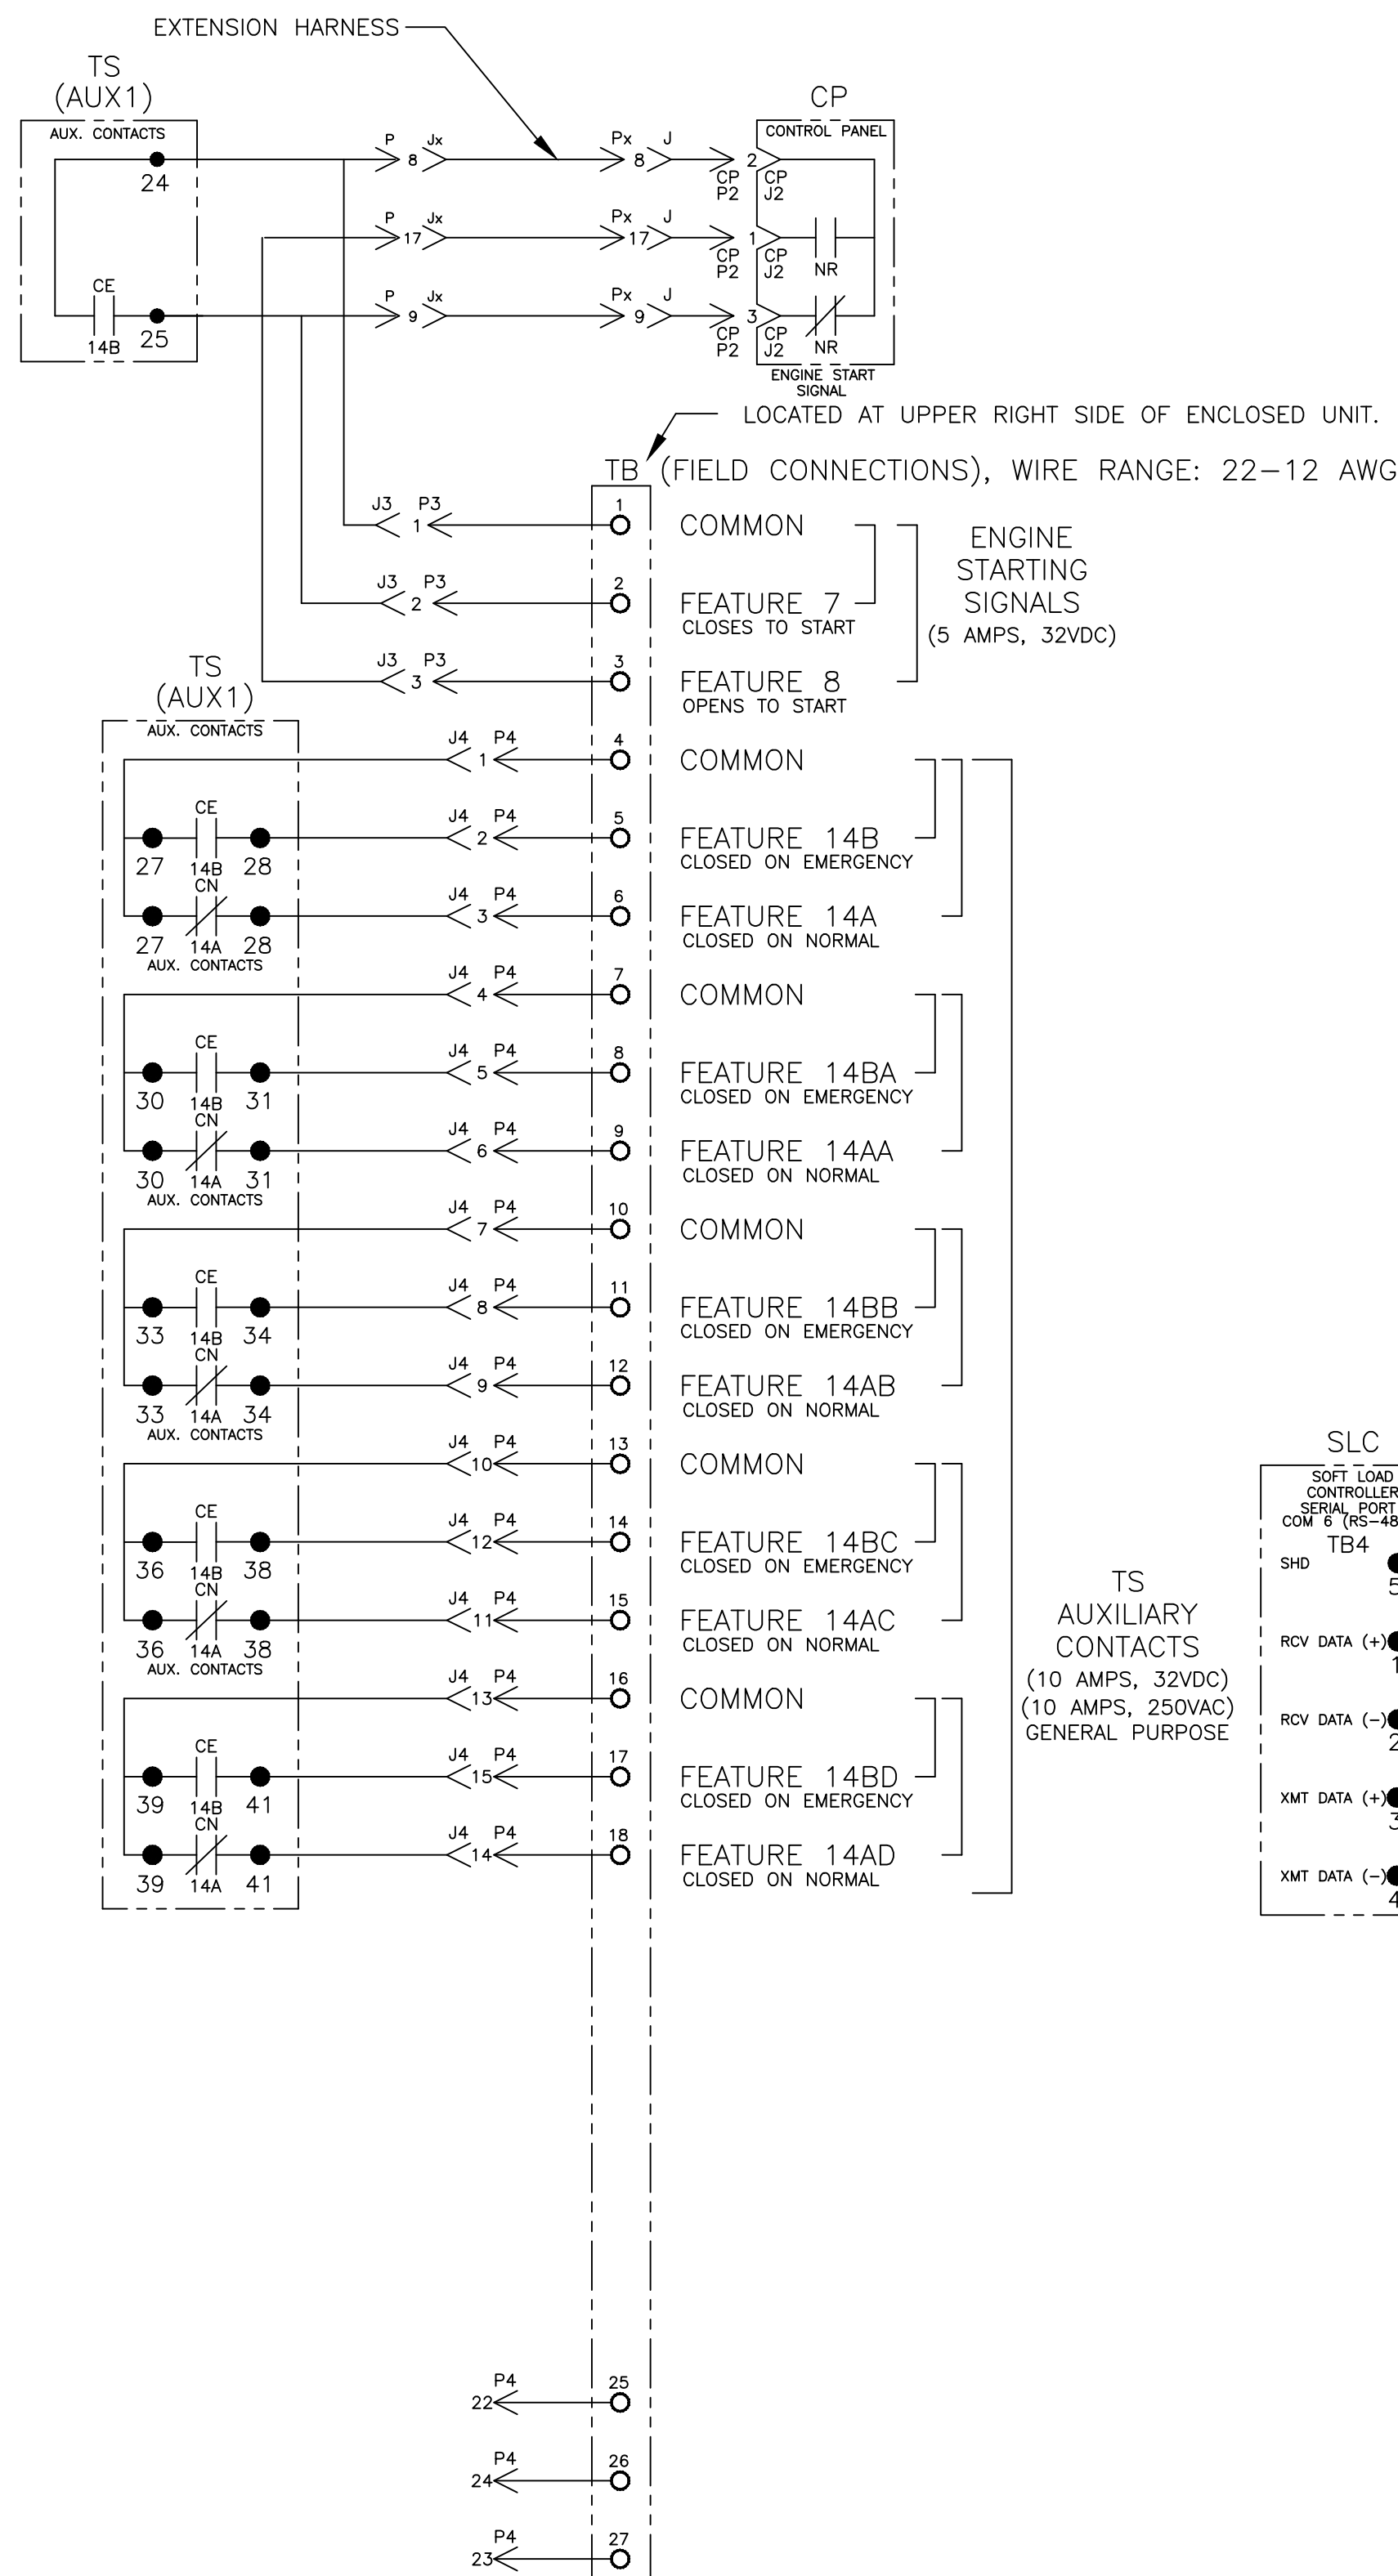 EXTENSION HARNESS
TS
(AUX1)
AUX. CONTACTS
24
CE
14B
25
P 8 Jx
Px 8 J
2
CP CP
P2 J2
P 17 Jx
Px 17 J
1
CP CP
P2 J2
NR
P 9 Jx
Px 9 J
3
CP CP
P2 J2
NR
CP
CONTROL PANEL
ENGINE START
SIGNAL
LOCATED AT UPPER RIGHT SIDE OF ENCLOSED UNIT.
TB (FIELD CONNECTIONS), WIRE RANGE: 22-12 AWG
J3 1 P3 1 COMMON
J3 2 P3 2 FEATURE 7
CLOSES TO START
J3 3 P3 3 FEATURE 8
OPENS TO START
ENGINE
STARTING
SIGNALS
(5 AMPS, 32VDC)
TS
(AUX1)
AUX. CONTACTS
J4 1 P4 4 COMMON
CE
27 14B 28
J4 2 P4 5 FEATURE 14B
CLOSED ON EMERGENCY
CN
27 14A 28
J4 3 P4 6 FEATURE 14A
CLOSED ON NORMAL
AUX. CONTACTS
J4 4 P4 7 COMMON
CE
30 14B 31
J4 5 P4 8 FEATURE 14BA
CLOSED ON EMERGENCY
CN
30 14A 31
J4 6 P4 9 FEATURE 14AA
CLOSED ON NORMAL
AUX. CONTACTS
J4 7 P4 10 COMMON
CE
33 14B 34
J4 8 P4 11 FEATURE 14BB
CLOSED ON EMERGENCY
CN
33 14A 34
J4 9 P4 12 FEATURE 14AB
CLOSED ON NORMAL
AUX. CONTACTS
J4 10 P4 13 COMMON
CE
36 14B 38
J4 12 P4 14 FEATURE 14BC
CLOSED ON EMERGENCY
CN
36 14A 38
J4 11 P4 15 FEATURE 14AC
CLOSED ON NORMAL
AUX. CONTACTS
J4 13 P4 16 COMMON
CE
39 14B 41
J4 15 P4 17 FEATURE 14BD
CLOSED ON EMERGENCY
CN
39 14A 41
J4 14 P4 18 FEATURE 14AD
CLOSED ON NORMAL
TS
AUXILIARY
CONTACTS
(10 AMPS, 32VDC)
(10 AMPS, 250VAC)
GENERAL PURPOSE
SLC
SOFT LOAD
CONTROLLER
SERIAL PORT
COM 6 (RS-48
TB4
SHD 5
RCV DATA (+) 1
RCV DATA (-) 2
XMT DATA (+) 3
XMT DATA (-) 4
22 P4 25
24 P4 26
23 P4 27